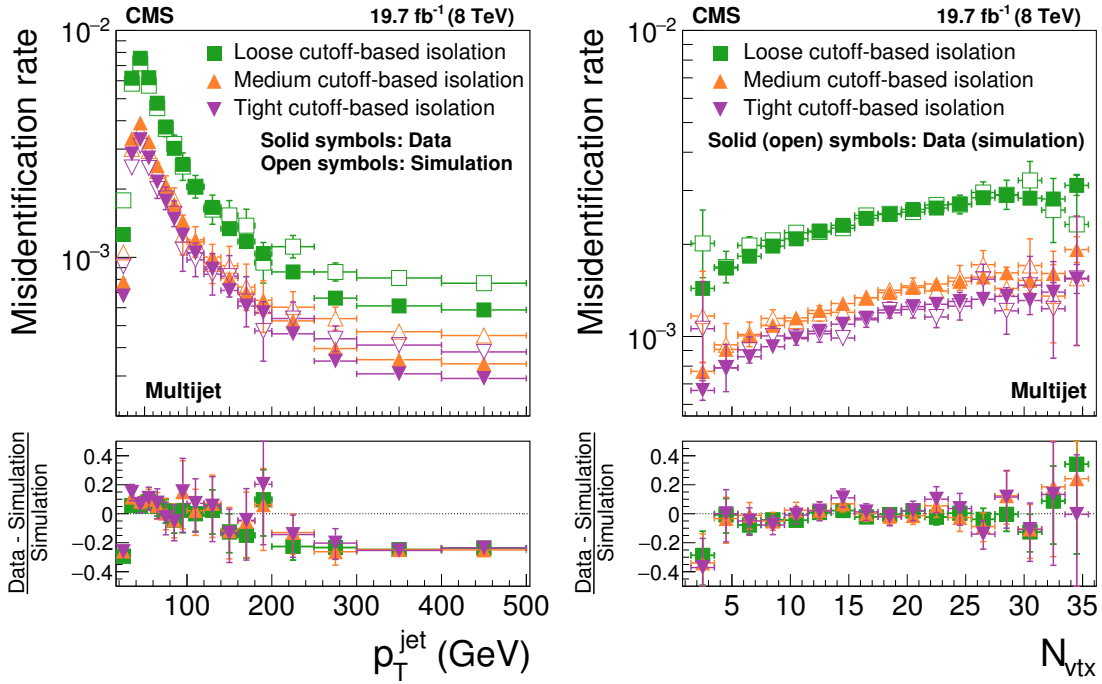 CMS 19.7 fb⁻¹ (8 TeV)
10⁻²
Loose cutoff-based isolation
Medium cutoff-based isolation
Tight cutoff-based isolation
Solid symbols: Data
Open symbols: Simulation
10⁻³
Misidentification rate
Multijet
0.4
0.2
0
−0.2
−0.4
Data - Simulation
Simulation
100 150 200 250 300 350 400 450 500
p_T^jet (GeV)
CMS 19.7 fb⁻¹ (8 TeV)
10⁻²
Loose cutoff-based isolation
Medium cutoff-based isolation
Tight cutoff-based isolation
Solid (open) symbols: Data (simulation)
10⁻³
Misidentification rate
Multijet
0.4
0.2
0
−0.2
−0.4
Data - Simulation
Simulation
5 10 15 20 25 30 35
N_vtx